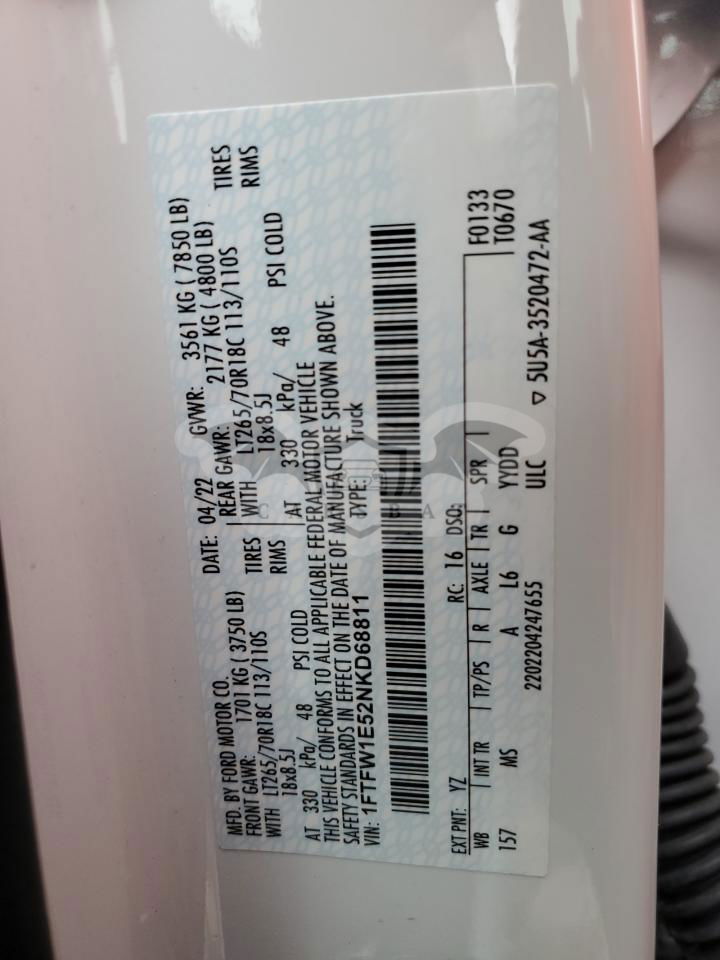 MFD. BY FORD MOTOR CO.
DATE: 04/22 GVWR: 3561 KG ( 7850 LB)
FRONT GAWR: 1701 KG ( 3750 LB) REAR GAWR: 2177 KG ( 4800 LB)
WITH LT265/70R18C 113/110S TIRES WITH LT265/70R18C 113/110S TIRES
18x8.5J RIMS 18x8.5J RIMS
AT 330 kPa/ 48 PSI COLD AT 330 kPa/ 48 PSI COLD
THIS VEHICLE CONFORMS TO ALL APPLICABLE FEDERAL MOTOR VEHICLE
SAFETY STANDARDS IN EFFECT ON THE DATE OF MANUFACTURE SHOWN ABOVE.
VIN: 1FTFW1E52NKD68811 TYPE: Truck
EXT PNT: YZ RC: 16 DSO: F0133
WB INT TR TP/PS R AXLE TR SPR T0670
157 MS A L6 G YYDD
2202204247655 ULC ▽ 5U5A-3520472-AA